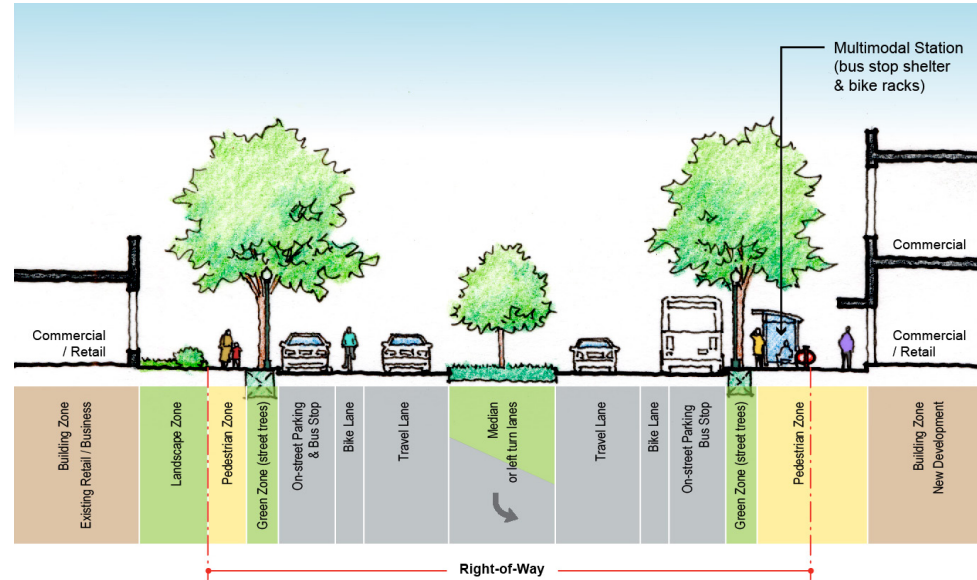 Multimodal Station
(bus stop shelter
& bike racks)
Commercial
Commercial
/ Retail
Commercial
/ Retail
Building Zone
Existing Retail / Business
Landscape Zone
Pedestrian Zone
Green Zone (street trees)
On-street Parking
& Bus Stop
Bike Lane
Travel Lane
Median
or left turn lanes
Travel Lane
Bike Lane
On-street Parking
Bus Stop
Green Zone (street trees)
Pedestrian Zone
Building Zone
New Development
Right-of-Way